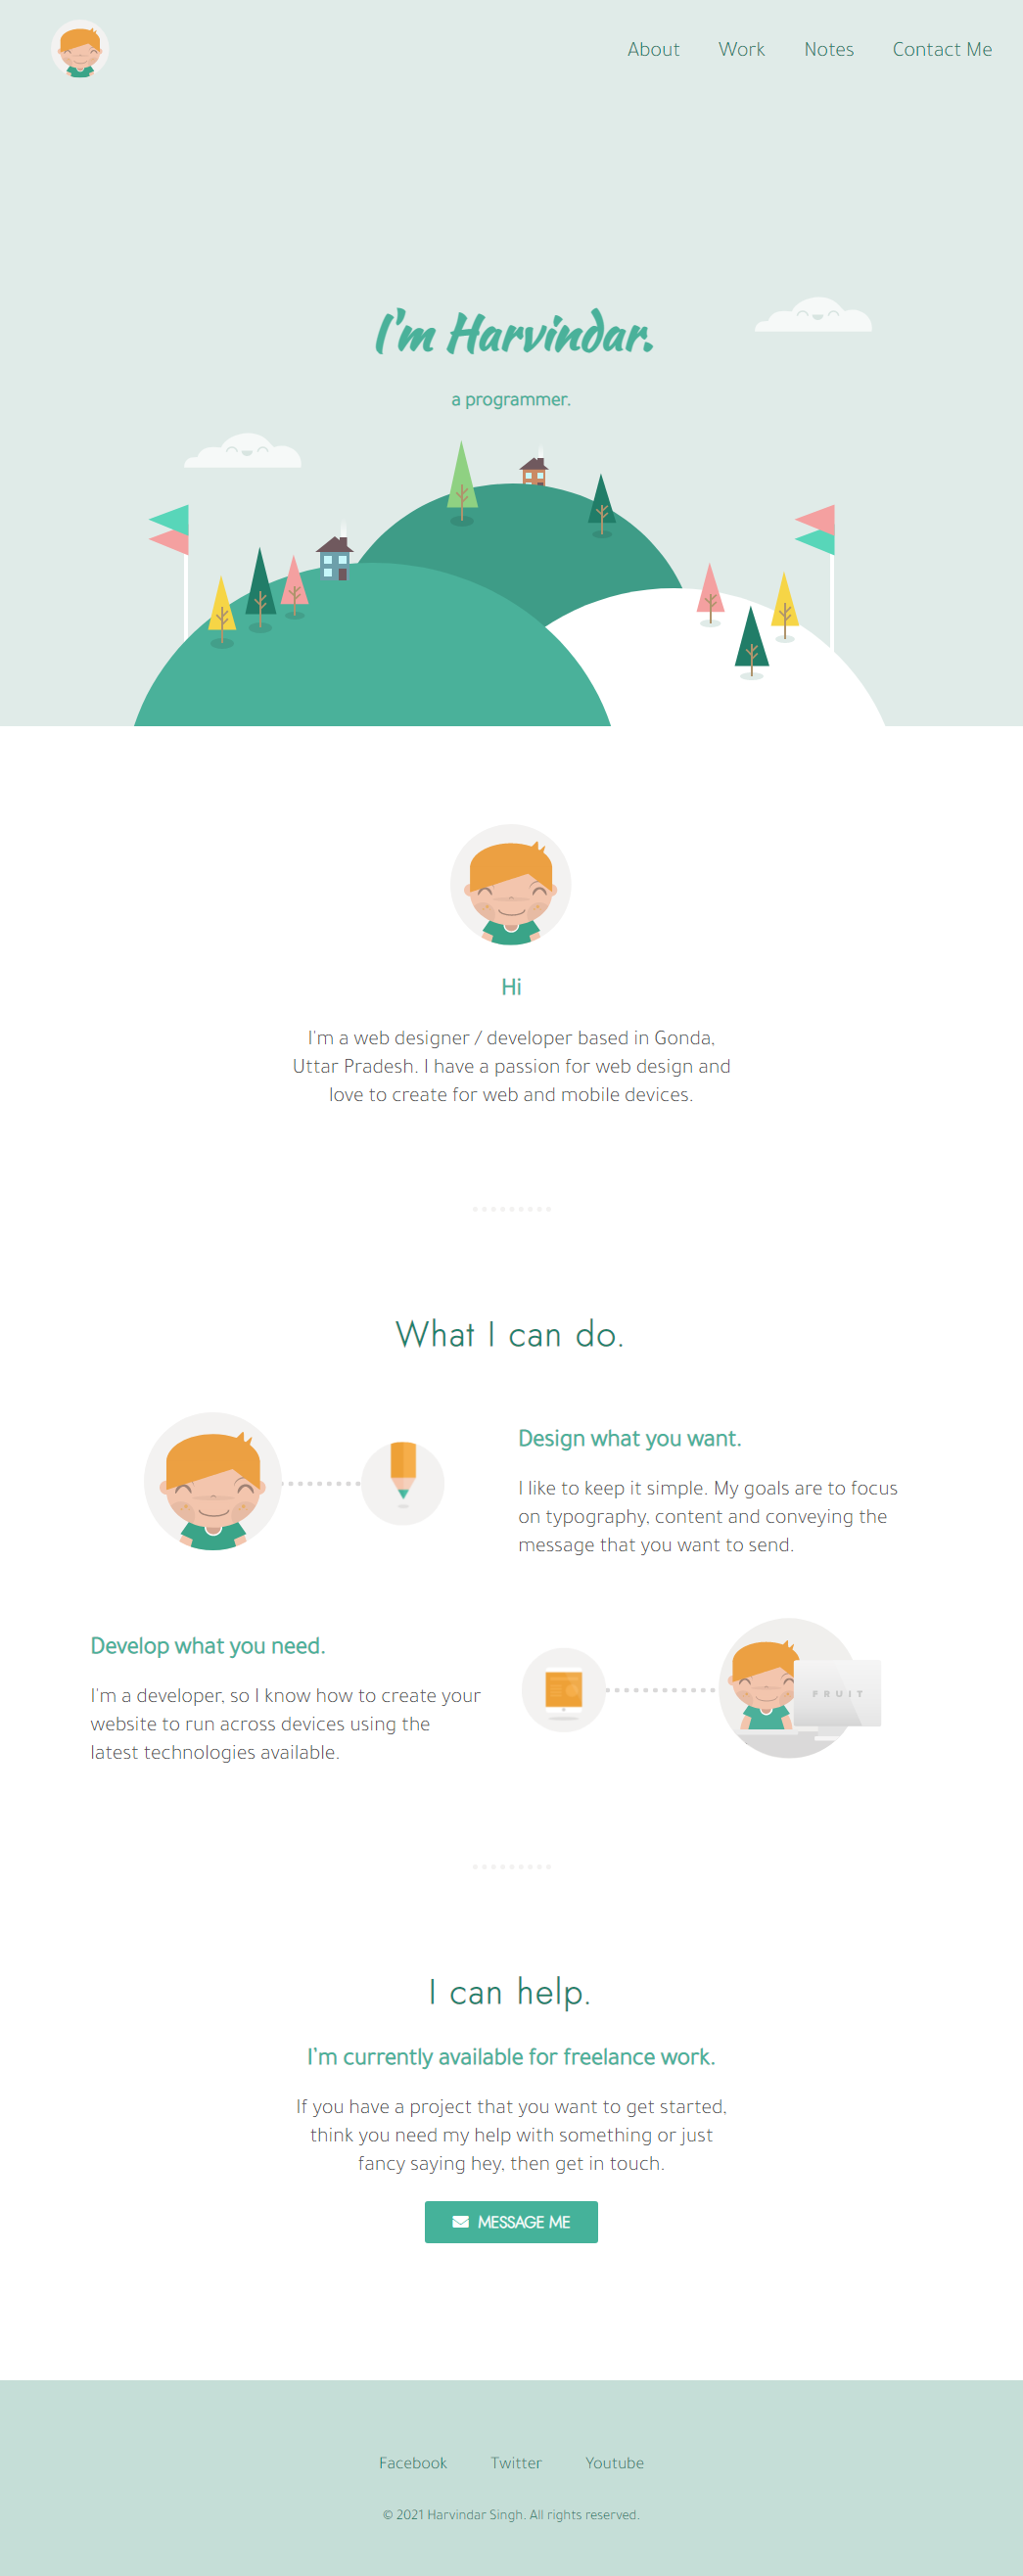 About Work Notes Contact Me
I'm Harvindar.
a programmer.
Hi
I'm a web designer / developer based in Gonda,
Uttar Pradesh. I have a passion for web design and
love to create for web and mobile devices.
What I can do.
Design what you want.
I like to keep it simple. My goals are to focus
on typography, content and conveying the
message that you want to send.
Develop what you need.
I'm a developer, so I know how to create your
website to run across devices using the
latest technologies available.
FRUIT
I can help.
I'm currently available for freelance work.
If you have a project that you want to get started,
think you need my help with something or just
fancy saying hey, then get in touch.
MESSAGE ME
Facebook Twitter Youtube
© 2021 Harvindar Singh. All rights reserved.